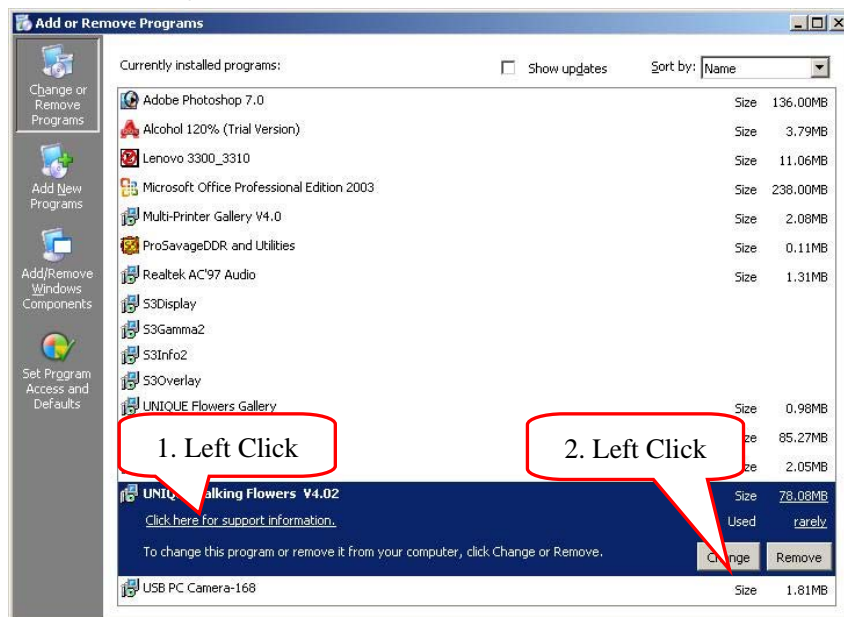 Add or Remove Programs
Change or
Remove
Programs
Add New
Programs
Add/Remove
Windows
Components
Set Program
Access and
Defaults
Currently installed programs:
Show updates
Sort by: Name
Adobe Photoshop 7.0 Size 136.00MB
Alcohol 120% (Trial Version) Size 3.79MB
Lenovo 3300_3310 Size 11.06MB
Microsoft Office Professional Edition 2003 Size 238.00MB
Multi-Printer Gallery V4.0 Size 2.08MB
ProSavageDDR and Utilities Size 0.11MB
Realtek AC'97 Audio Size 1.31MB
S3Display
S3Gamma2
S3Info2
S3Overlay
UNIQUE Flowers Gallery Size 0.98MB
85.27MB
2.05MB
1. Left Click
2. Left Click
Flowers V4.02 Size 78.08MB
Click here for support information. Used rarely
To change this program or remove it from your computer, click Change or Remove.
Change Remove
USB PC Camera-168 Size 1.81MB